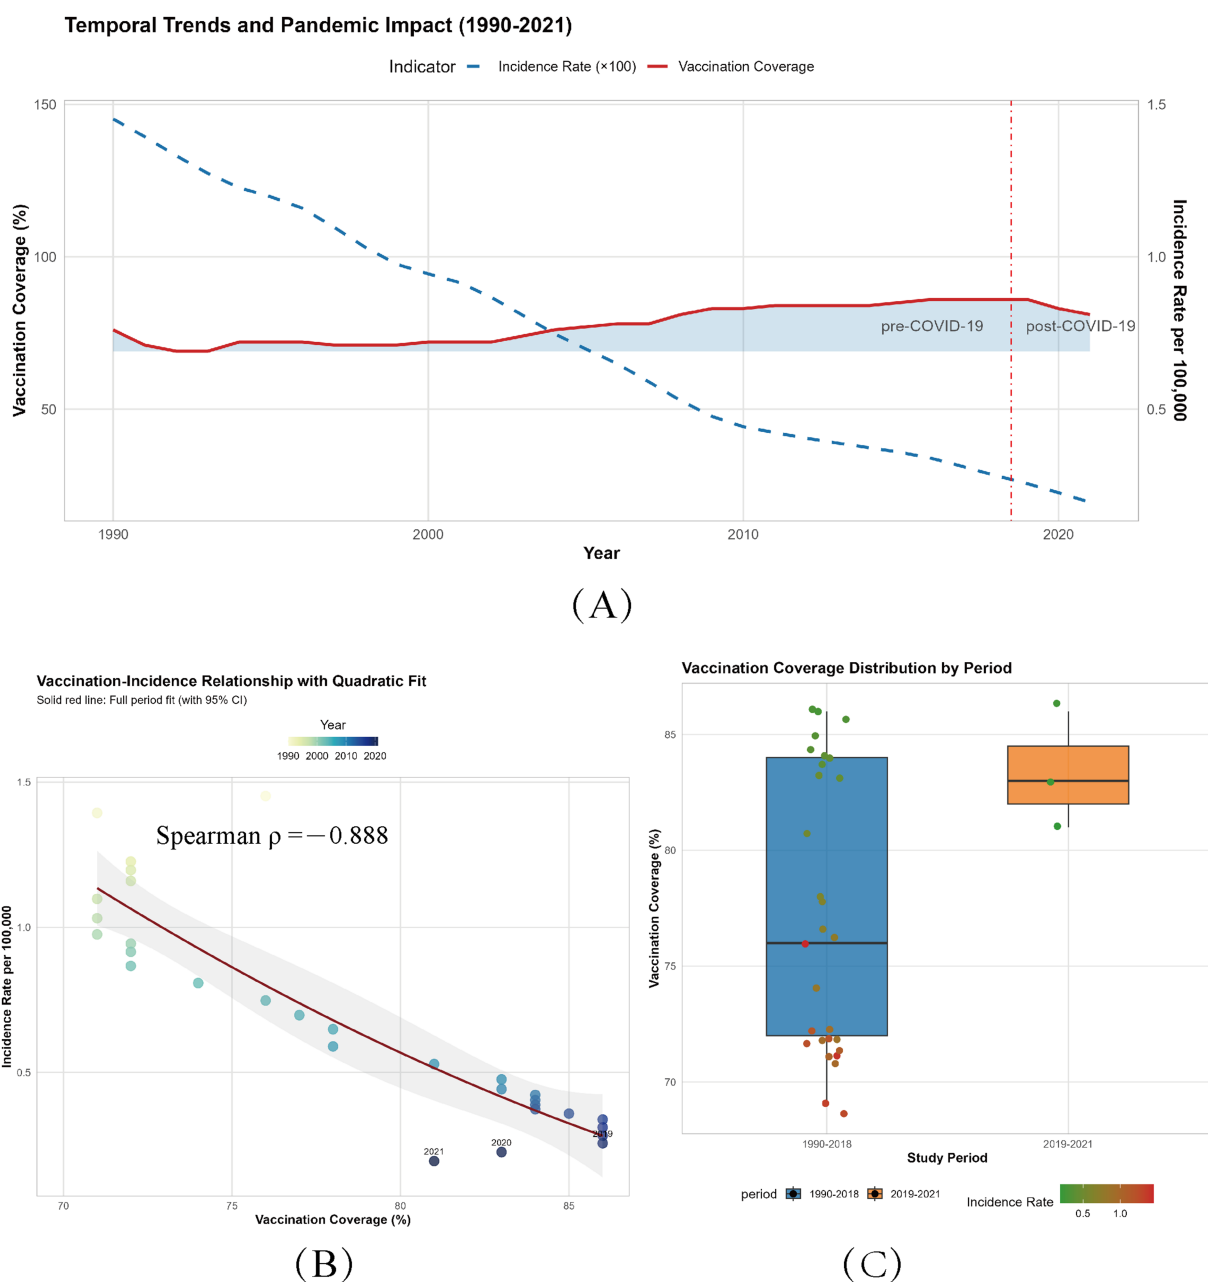 Temporal Trends and Pandemic Impact (1990-2021)
Indicator Incidence Rate (×100) Vaccination Coverage
150
100
50
Vaccination Coverage (%)
1.5
1.0
0.5
Incidence Rate per 100,000
pre-COVID-19 post-COVID-19
1990 2000 2010 2020
Year
(A)
Vaccination-Incidence Relationship with Quadratic Fit
Solid red line: Full period fit (with 95% CI)
Year
1990 2000 2010 2020
1.5
1.0
0.5
Incidence Rate per 100,000
Spearman ρ =−0.888
2019
2020
2021
70 75 80 85
Vaccination Coverage (%)
(B)
Vaccination Coverage Distribution by Period
85
80
75
70
Vaccination Coverage (%)
1990-2018 2019-2021
Study Period
period 1990-2018 2019-2021
Incidence Rate
0.5 1.0
(C)